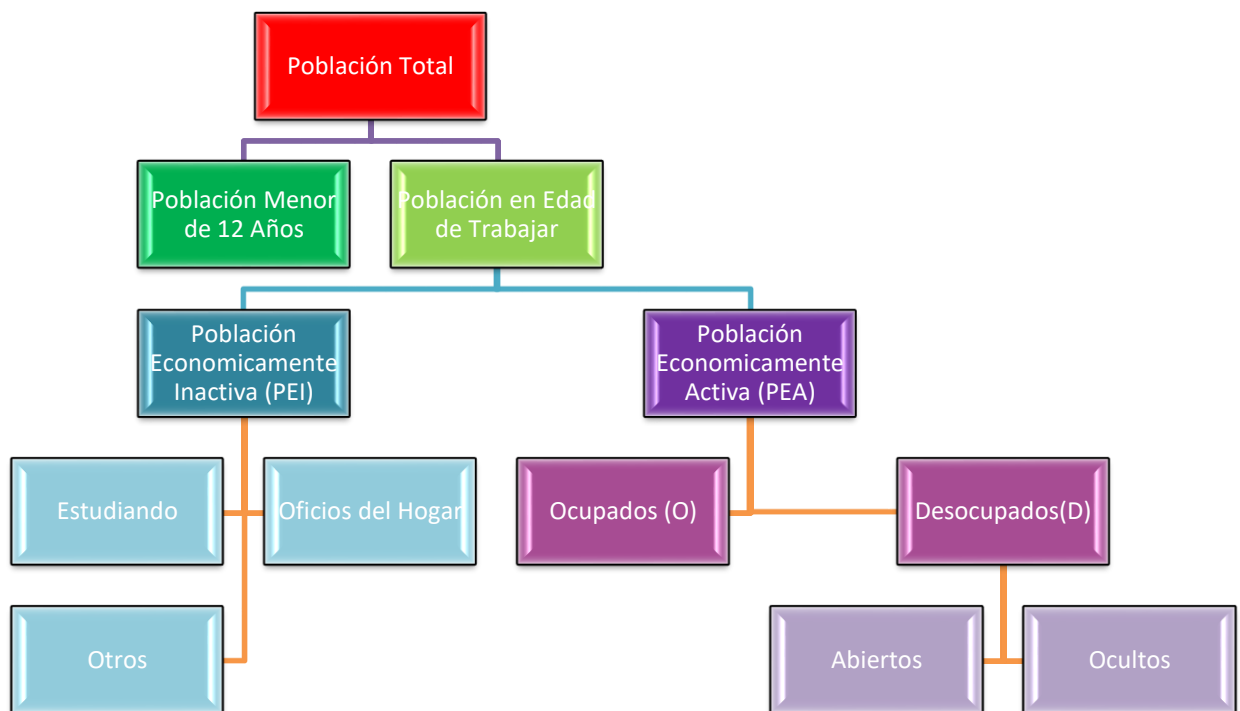 Población Total
Población Menor
de 12 Años
Población en Edad
de Trabajar
Población
Economicamente
Inactiva (PEI)
Población
Economicamente
Activa (PEA)
Estudiando
Oficios del Hogar
Ocupados (O)
Desocupados(D)
Otros
Abiertos
Ocultos